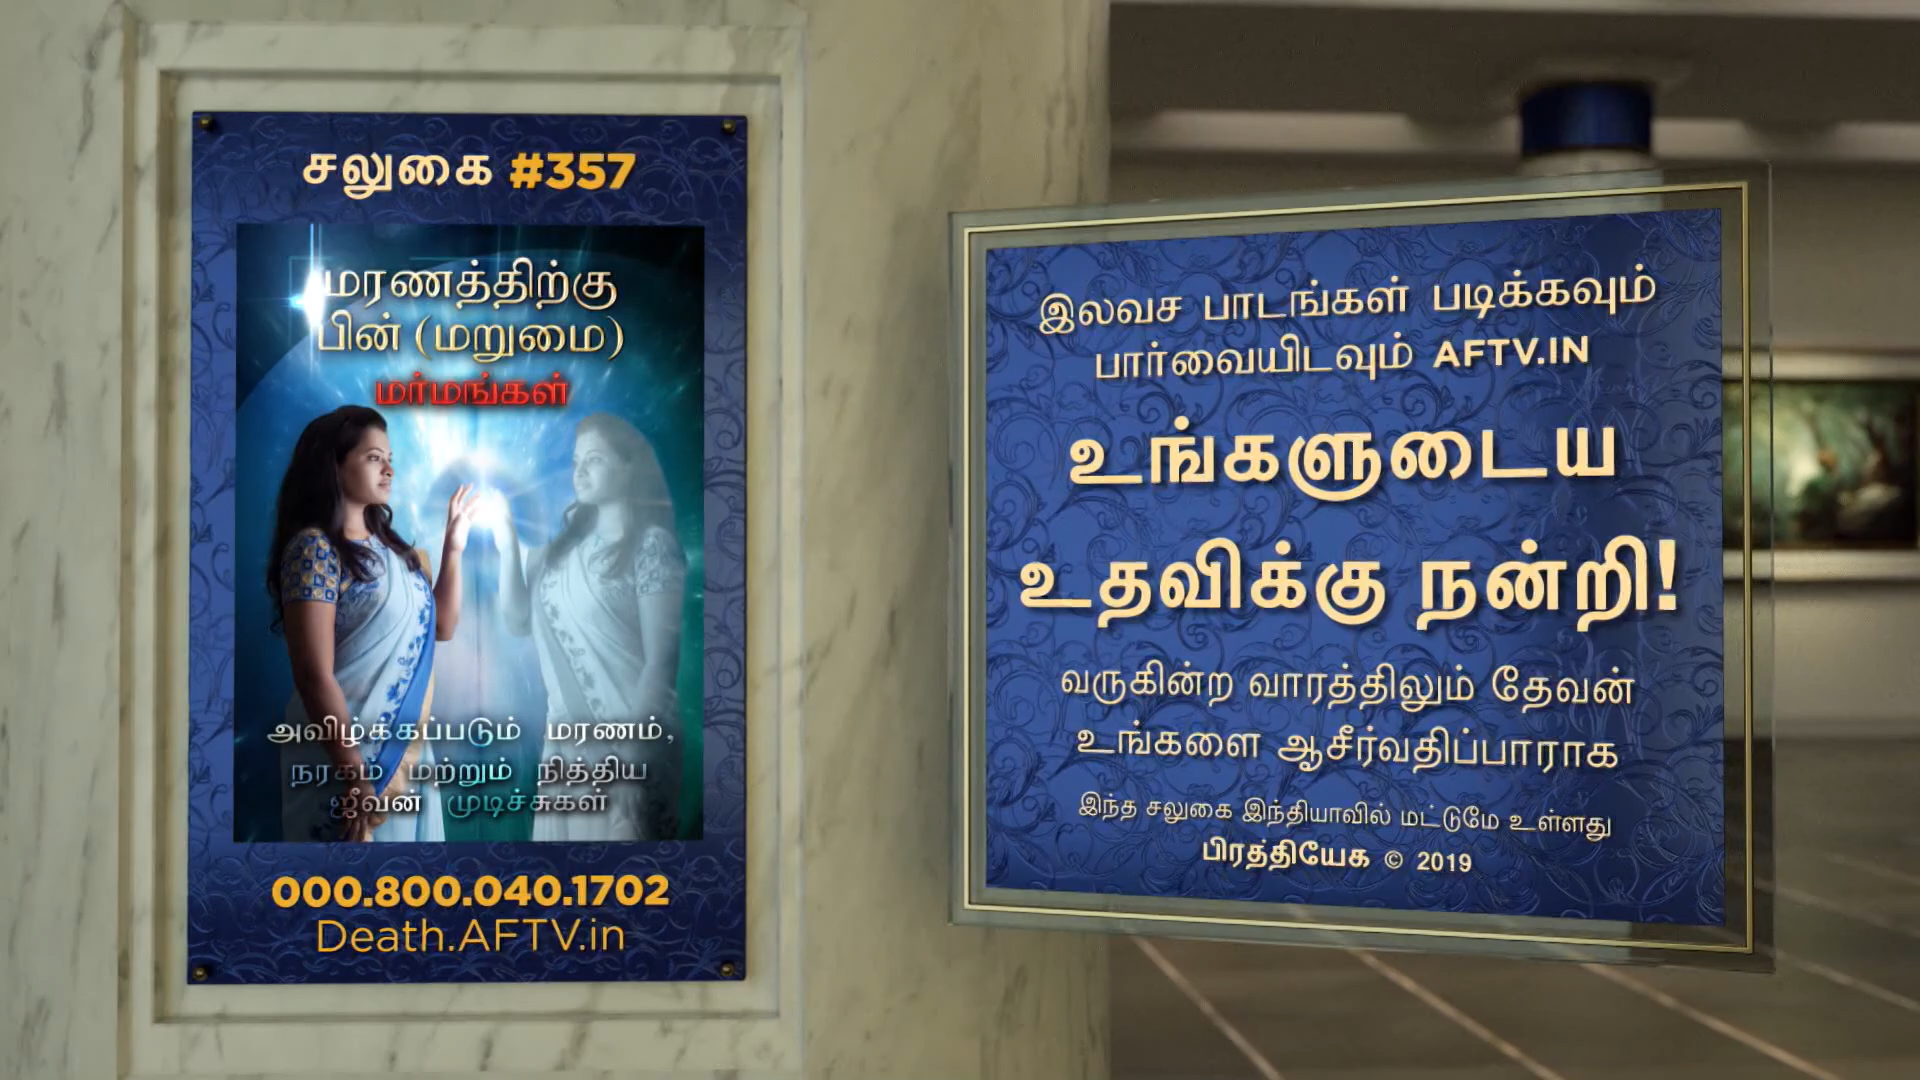 சலுகை #357
மரணத்திற்கு
பின் (மறுமை)
மர்மங்கள்
அவிழ்க்கப்படும் மரணம்,
நரகம் மற்றும் நித்திய
ஜீவன் முடிச்சுகள்
000.800.040.1702
Death.AFTV.in
இலவச பாடங்கள் படிக்கவும்
பார்வையிடவும் AFTV.IN
உங்களுடைய
உதவிக்கு நன்றி!
வருகின்ற வாரத்திலும் தேவன்
உங்களை ஆசீர்வதிப்பாராக
இந்த சலுகை இந்தியாவில் மட்டுமே உள்ளது
பிரத்தியேக © 2019